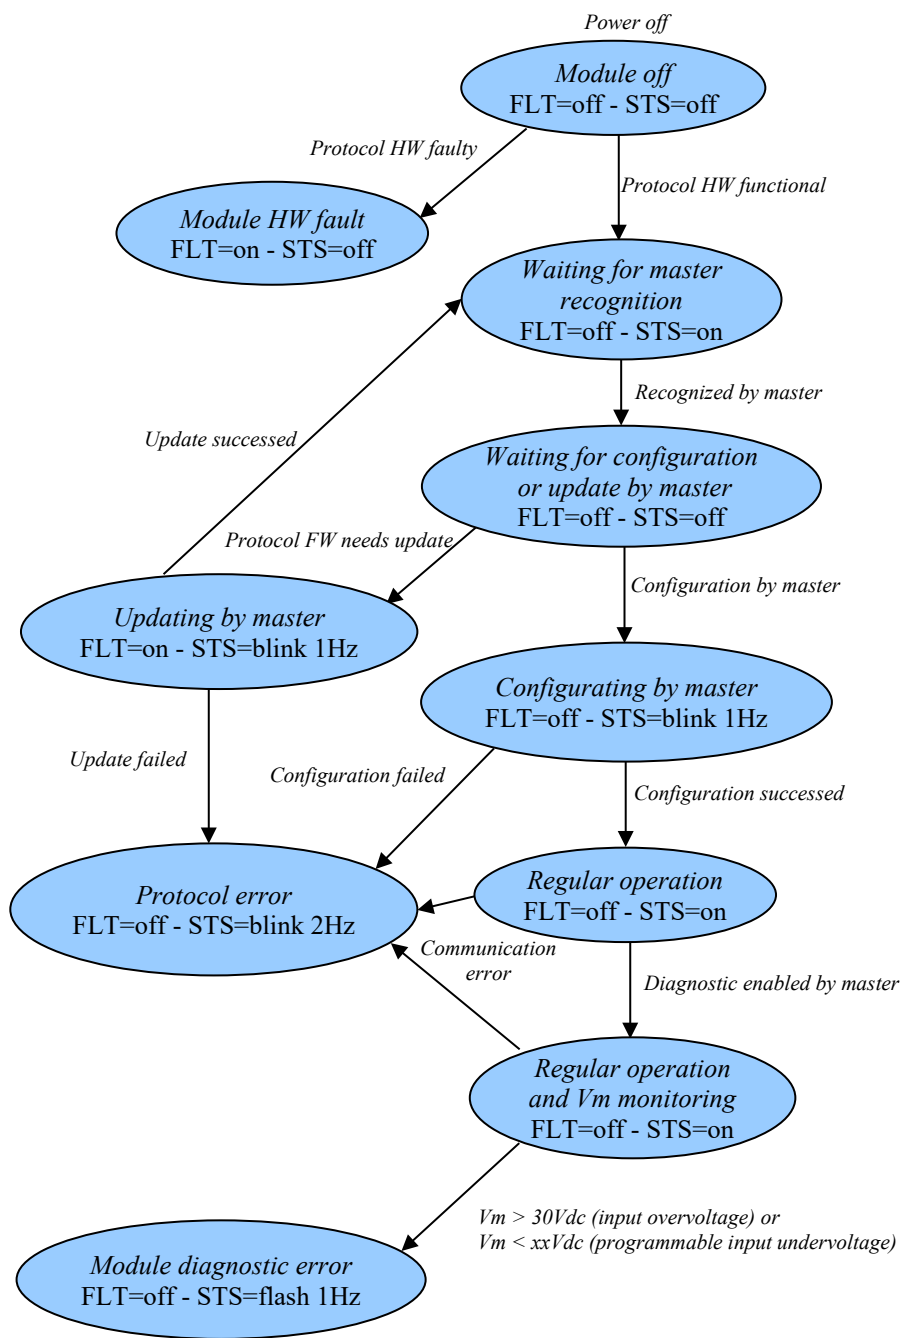 Power off
Module off
FLT=off - STS=off
Protocol HW faulty
Protocol HW functional
Module HW fault
FLT=on - STS=off
Waiting for master
recognition
FLT=off - STS=on
Recognized by master
Update successed
Waiting for configuration
or update by master
FLT=off - STS=off
Protocol FW needs update
Configuration by master
Updating by master
FLT=on - STS=blink 1Hz
Configurating by master
FLT=off - STS=blink 1Hz
Update failed
Configuration failed
Configuration successed
Protocol error
FLT=off - STS=blink 2Hz
Regular operation
FLT=off - STS=on
Communication
error
Diagnostic enabled by master
Regular operation
and Vm monitoring
FLT=off - STS=on
Vm > 30Vdc (input overvoltage) or
Vm < xxVdc (programmable input undervoltage)
Module diagnostic error
FLT=off - STS=flash 1Hz